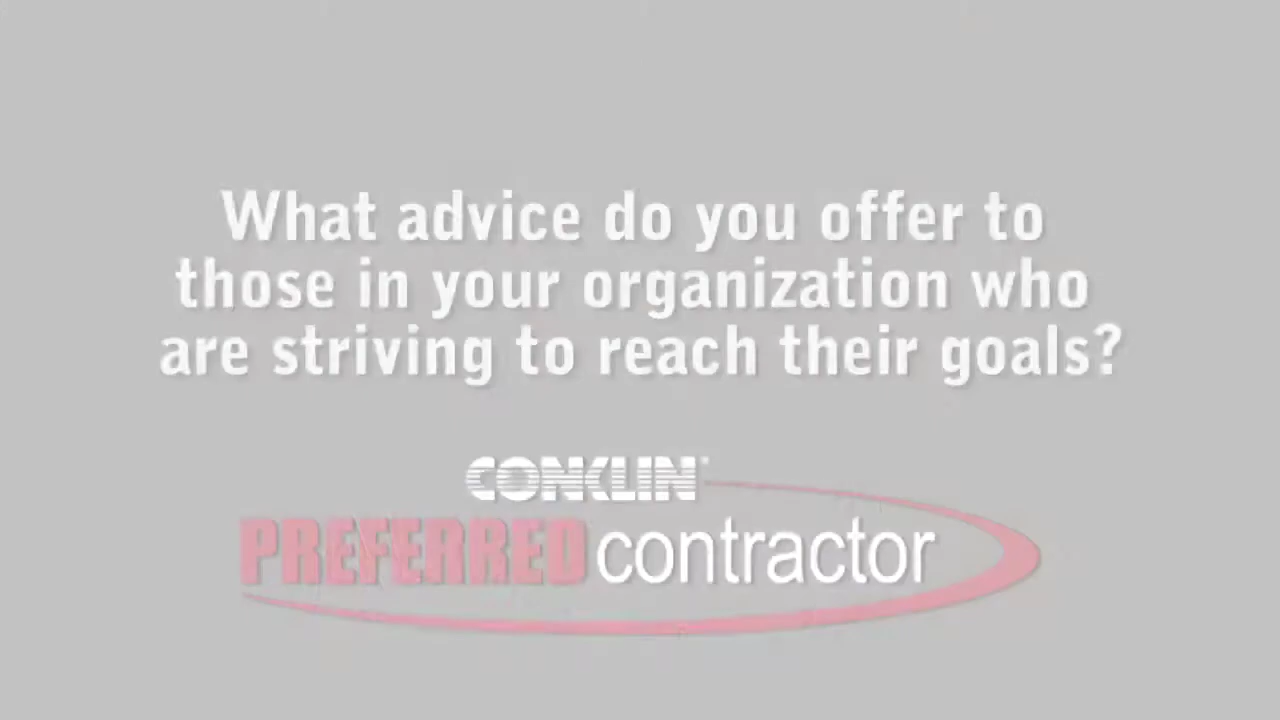 What advice do you offer to
those in your organization who
are striving to reach their goals?
CONKLIN
PREFERRED contractor